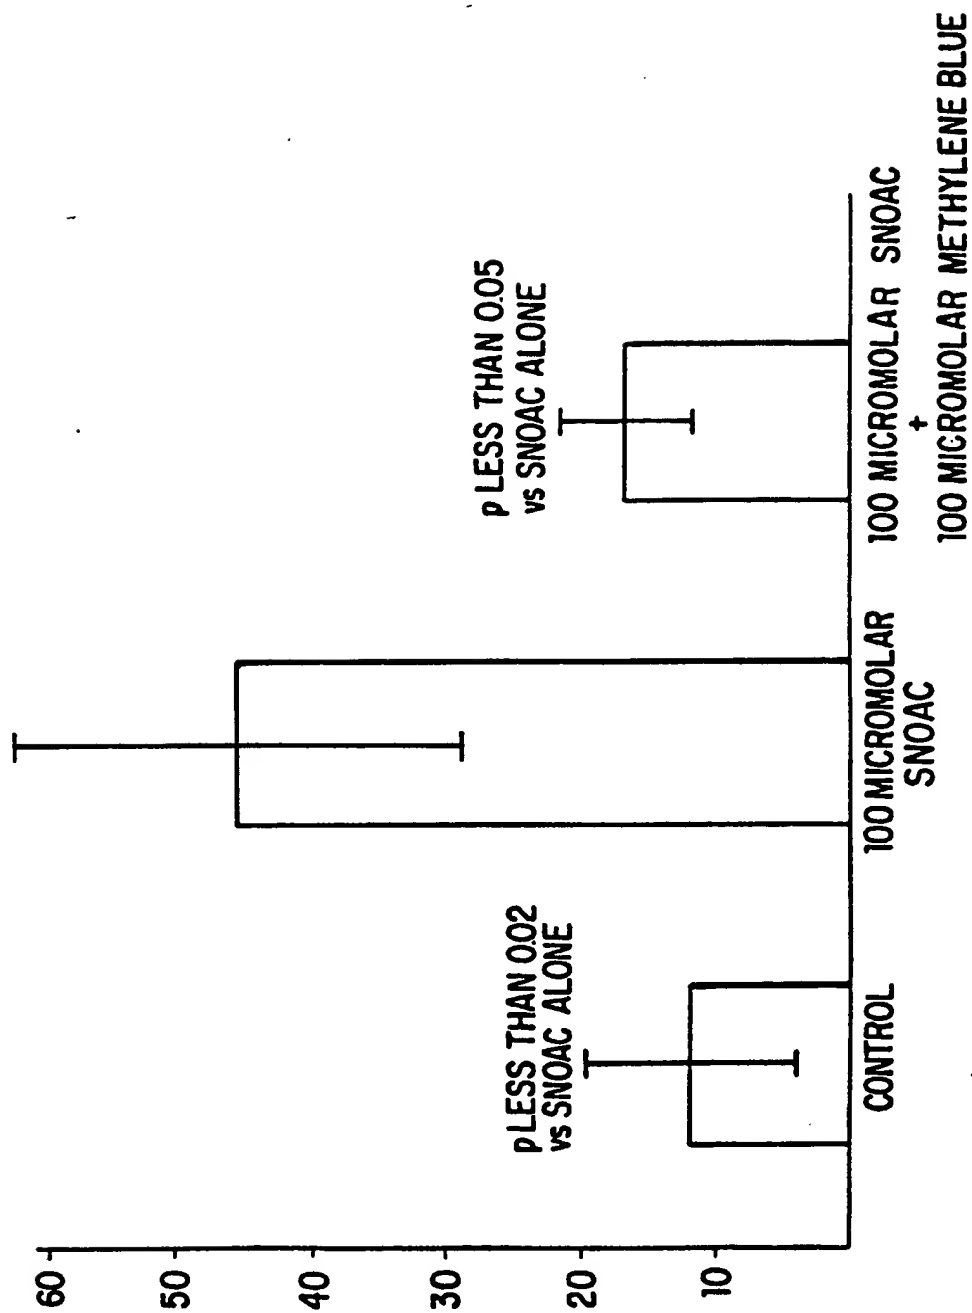 60
50
40
30
20
10
p LESS THAN 0.02
vs SNOAC ALONE
p LESS THAN 0.05
vs SNOAC ALONE
CONTROL
100 MICROMOLAR
SNOAC
100 MICROMOLAR SNOAC
+
100 MICROMOLAR METHYLENE BLUE